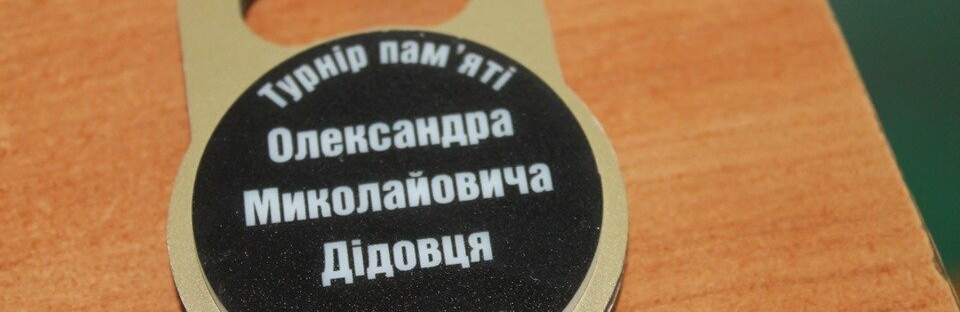 Турнір пам'яті
Олександра
Миколайовича
Дідовця